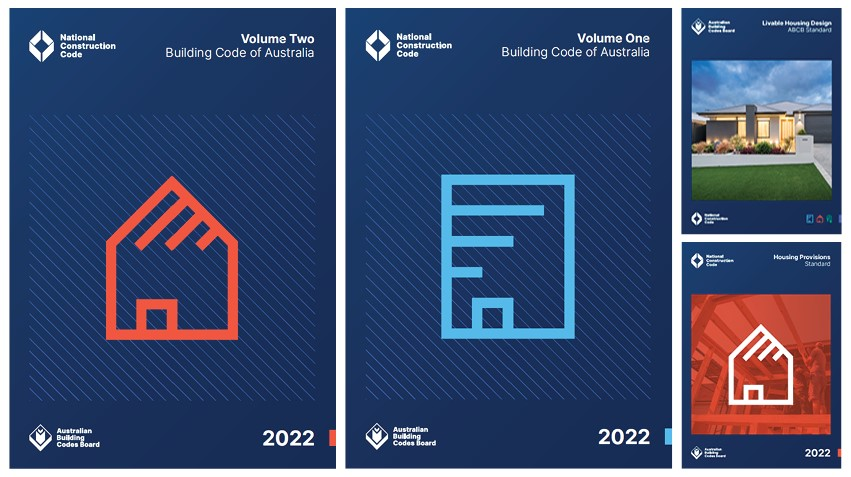 National
Construction
Code
Volume Two
Building Code of Australia
Australian
Building
Codes Board
2022
National
Construction
Code
Volume One
Building Code of Australia
Australian
Building
Codes Board
2022
Australian
Building
Codes Board
Livable Housing Design
ABCB Standard
National
Construction
Code
National
Construction
Code
Housing Provisions
Standard
Australian
Building
Codes Board
2022